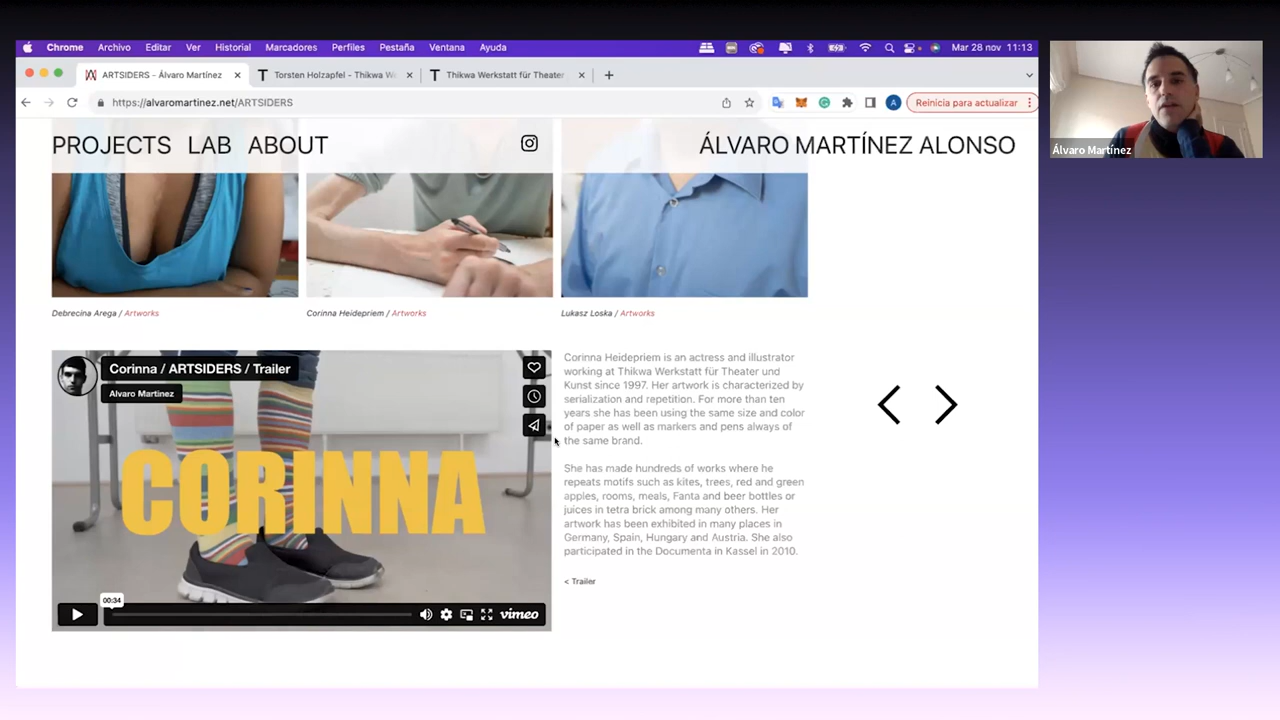 Chrome Archivo Editar Ver Historial Marcadores Perfiles Pestaña Ventana Ayuda Mar 28 nov 11:13
ARTSIDERS - Álvaro Martínez
Torsten Holzapfel - Thikwa We
Thikwa Werkstatt für Theater
https://alvaromartinez.net/ARTSIDERS
A
Reinicia para actualizar
PROJECTS LAB ABOUT
ÁLVARO MARTÍNEZ ALONSO
Álvaro Martínez
Debrecina Arega / Artworks
Corinna Heidepriem / Artworks
Lukasz Loska / Artworks
Corinna / ARTSIDERS / Trailer
Alvaro Martinez
CORINNA
00:34
vimeo
Corinna Heidepriem is an actress and illustrator
working at Thikwa Werkstatt für Theater und
Kunst since 1997. Her artwork is characterized by
serialization and repetition. For more than ten
years she has been using the same size and color
of paper as well as markers and pens always of
the same brand.
She has made hundreds of works where he
repeats motifs such as kites, trees, red and green
apples, rooms, meals, Fanta and beer bottles or
juices in tetra brick among many others. Her
artwork has been exhibited in many places in
Germany, Spain, Hungary and Austria. She also
participated in the Documenta in Kassel in 2010.
< Trailer